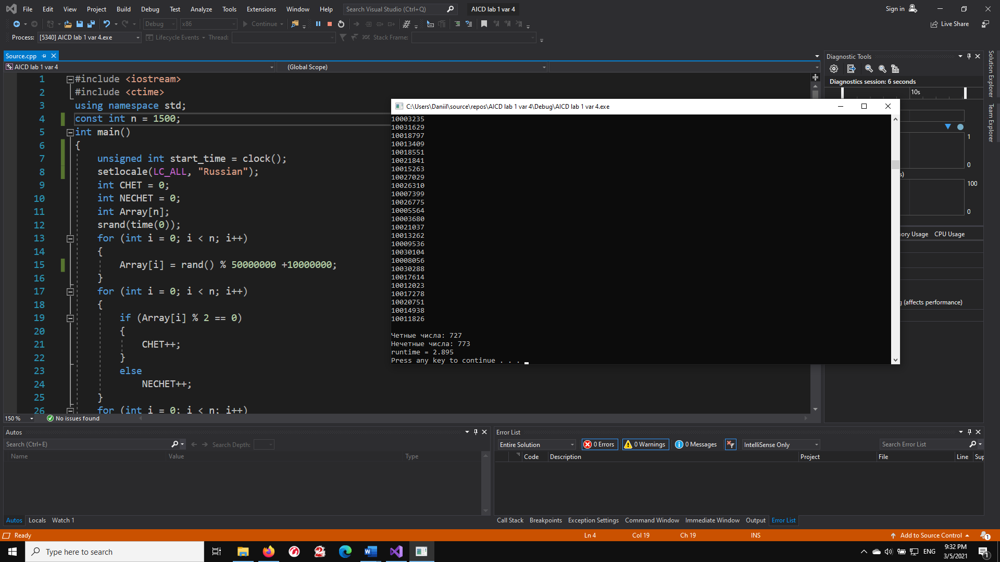 File Edit View Project Build Debug Test Analyze Tools Extensions Window Help Search Visual Studio (Ctrl+Q) AICD lab 1 var 4 Sign in
Debug x86 Continue Live Share
Process: [5340] AICD lab 1 var 4.exe Lifecycle Events Thread: Stack Frame:
Source.cpp
AICD lab 1 var 4 (Global Scope)
1 #include <iostream>
2 #include <ctime>
3 using namespace std;
4 const int n = 1500;
5 int main()
6 {
7 unsigned int start_time = clock();
8 setlocale(LC_ALL, "Russian");
9 int CHET = 0;
10 int NECHET = 0;
11 int Array[n];
12 srand(time(0));
13 for (int i = 0; i < n; i++)
14 {
15 Array[i] = rand() % 50000000 +10000000;
16 }
17 for (int i = 0; i < n; i++)
18 {
19 if (Array[i] % 2 == 0)
20 {
21 CHET++;
22 }
23 else
24 NECHET++;
25 }
26 for (int i = 0; i < n; i++)
150 % No issues found
C:\Users\Daniil\source\repos\AICD lab 1 var 4\Debug\AICD lab 1 var 4.exe
10003235
10031629
10018797
10013409
10018551
10021841
10015263
10027029
10026310
10007399
10026775
10005564
10003680
10021037
10013262
10009536
10030104
10008056
10030288
10017614
10012023
10017278
10020751
10014938
10011826
Четные числа: 727
Нечетные числа: 773
runtime = 2.895
Press any key to continue . . .
Diagnostic Tools
Diagnostics session: 6 seconds
10s
1
0
s)
100
0
ory Usage CPU Usage
g (affects performance)
Solution Explorer
Team Explorer
Autos
Search (Ctrl+E) Search Depth:
Name Value Type
Autos Locals Watch 1
Error List
Entire Solution 0 Errors 0 Warnings 0 Messages IntelliSense Only Search Error List
Code Description Project File Line Sup
Call Stack Breakpoints Exception Settings Command Window Immediate Window Output Error List
Ready Ln 4 Col 19 Ch 19 INS Add to Source Control 1
Type here to search ENG 9:32 PM 3/5/2021 1